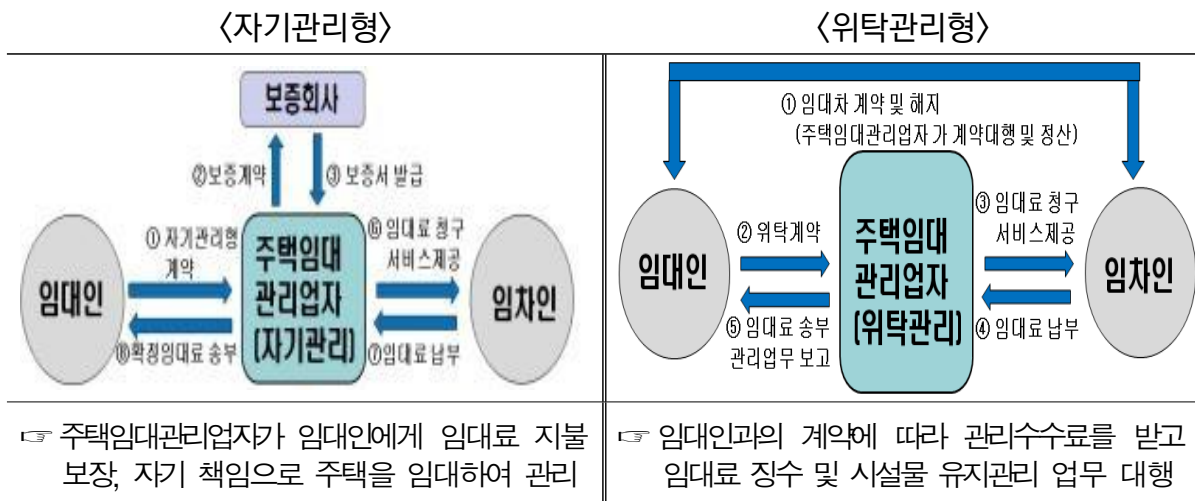 〈자기관리형〉
보증회사
②보증계약
③ 보증서 발급
① 자기관리형
계약
⑥ 임대료 청구
서비스제공
임대인
주택임대
관리업자
(자기관리)
임차인
⑧확정임대료 송부
⑦임대료 납부
☞ 주택임대관리업자가 임대인에게 임대료 지불
보장, 자기 책임으로 주택을 임대하여 관리
〈위탁관리형〉
① 임대차 계약 및 해지
(주택임대관리업자 가 계약대행 및 정산)
② 위탁계약
③ 임대료 청구
서비스제공
임대인
주택임대
관리업자
(위탁관리)
임차인
⑤ 임대료 송부
관리업무 보고
④ 임대료 납부
☞ 임대인과의 계약에 따라 관리수수료를 받고
임대료 징수 및 시설물 유지관리 업무 대행